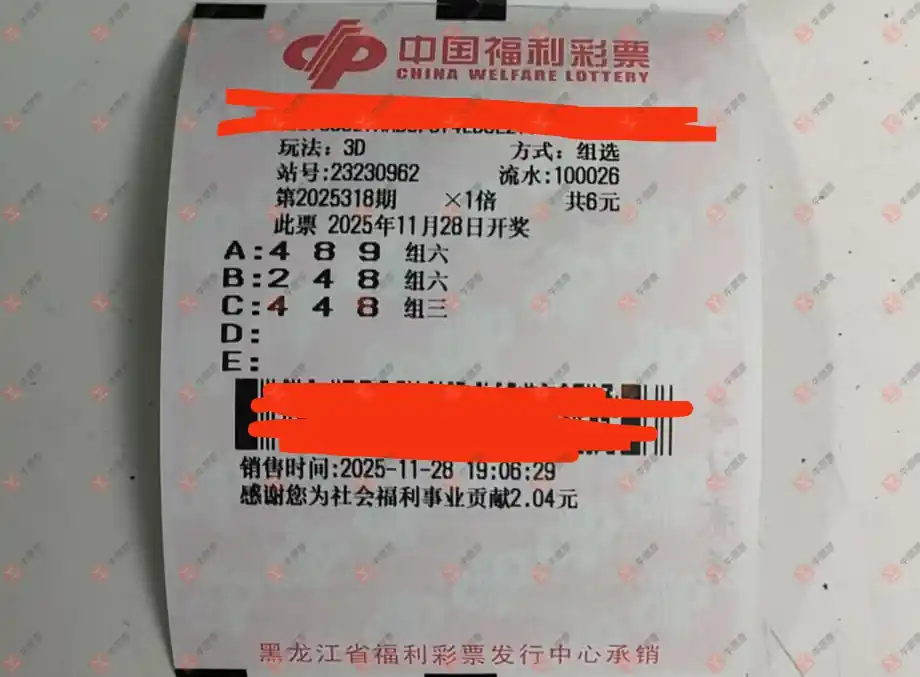 中国福利彩票
CHINA WELFARE LOTTERY
玩法：3D 方式：组选
站号:23230962 流水:100026
第2025318期 ×1倍 共6元
此票 2025年11月28日开奖
A:4 8 9 组六
B:2 4 8 组六
C:4 4 8 组三
D:
E:
销售时间:2025-11-28 19:06:29
感谢您为社会福利事业贡献2.04元
黑龙江省福利彩票发行中心承销